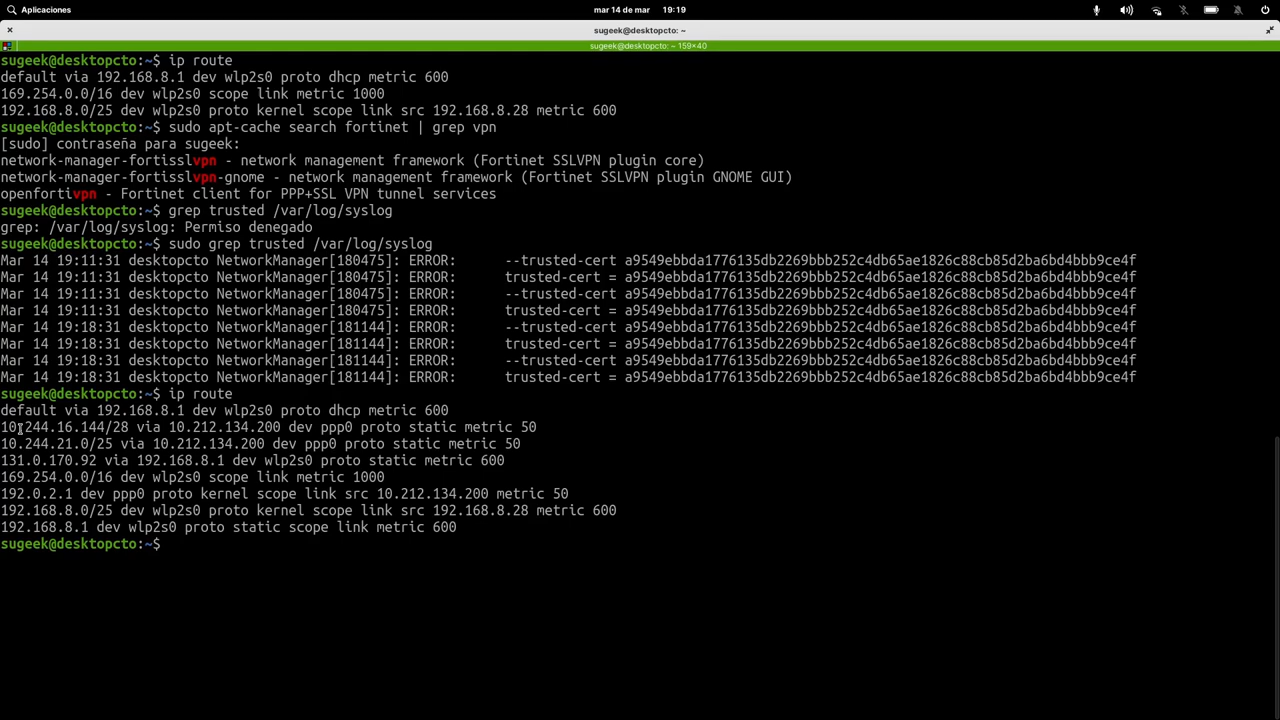 Aplicaciones
mar 14 de mar 19:19
sugeek@desktopcto: ~
sugeek@desktopcto: ~ 159×40
sugeek@desktopcto:~$ ip route
default via 192.168.8.1 dev wlp2s0 proto dhcp metric 600
169.254.0.0/16 dev wlp2s0 scope link metric 1000
192.168.8.0/25 dev wlp2s0 proto kernel scope link src 192.168.8.28 metric 600
sugeek@desktopcto:~$ sudo apt-cache search fortinet | grep vpn
[sudo] contraseña para sugeek:
network-manager-fortisslvpn - network management framework (Fortinet SSLVPN plugin core)
network-manager-fortisslvpn-gnome - network management framework (Fortinet SSLVPN plugin GNOME GUI)
openfortivpn - Fortinet client for PPP+SSL VPN tunnel services
sugeek@desktopcto:~$ grep trusted /var/log/syslog
grep: /var/log/syslog: Permiso denegado
sugeek@desktopcto:~$ sudo grep trusted /var/log/syslog
Mar 14 19:11:31 desktopcto NetworkManager[180475]: ERROR:      --trusted-cert a9549ebbda1776135db2269bbb252c4db65ae1826c88cb85d2ba6bd4bbb9ce4f
Mar 14 19:11:31 desktopcto NetworkManager[180475]: ERROR:      trusted-cert = a9549ebbda1776135db2269bbb252c4db65ae1826c88cb85d2ba6bd4bbb9ce4f
Mar 14 19:11:31 desktopcto NetworkManager[180475]: ERROR:      --trusted-cert a9549ebbda1776135db2269bbb252c4db65ae1826c88cb85d2ba6bd4bbb9ce4f
Mar 14 19:11:31 desktopcto NetworkManager[180475]: ERROR:      trusted-cert = a9549ebbda1776135db2269bbb252c4db65ae1826c88cb85d2ba6bd4bbb9ce4f
Mar 14 19:18:31 desktopcto NetworkManager[181144]: ERROR:      --trusted-cert a9549ebbda1776135db2269bbb252c4db65ae1826c88cb85d2ba6bd4bbb9ce4f
Mar 14 19:18:31 desktopcto NetworkManager[181144]: ERROR:      trusted-cert = a9549ebbda1776135db2269bbb252c4db65ae1826c88cb85d2ba6bd4bbb9ce4f
Mar 14 19:18:31 desktopcto NetworkManager[181144]: ERROR:      --trusted-cert a9549ebbda1776135db2269bbb252c4db65ae1826c88cb85d2ba6bd4bbb9ce4f
Mar 14 19:18:31 desktopcto NetworkManager[181144]: ERROR:      trusted-cert = a9549ebbda1776135db2269bbb252c4db65ae1826c88cb85d2ba6bd4bbb9ce4f
sugeek@desktopcto:~$ ip route
default via 192.168.8.1 dev wlp2s0 proto dhcp metric 600
10.244.16.144/28 via 10.212.134.200 dev ppp0 proto static metric 50
10.244.21.0/25 via 10.212.134.200 dev ppp0 proto static metric 50
131.0.170.92 via 192.168.8.1 dev wlp2s0 proto static metric 600
169.254.0.0/16 dev wlp2s0 scope link metric 1000
192.0.2.1 dev ppp0 proto kernel scope link src 10.212.134.200 metric 50
192.168.8.0/25 dev wlp2s0 proto kernel scope link src 192.168.8.28 metric 600
192.168.8.1 dev wlp2s0 proto static scope link metric 600
sugeek@desktopcto:~$